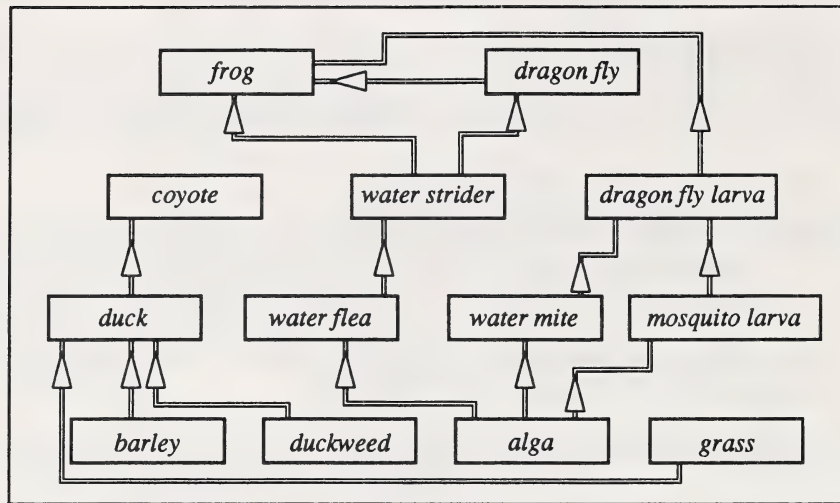 frog
dragon fly
coyote
water strider
dragon fly larva
duck
water flea
water mite
mosquito larva
barley
duckweed
alga
grass